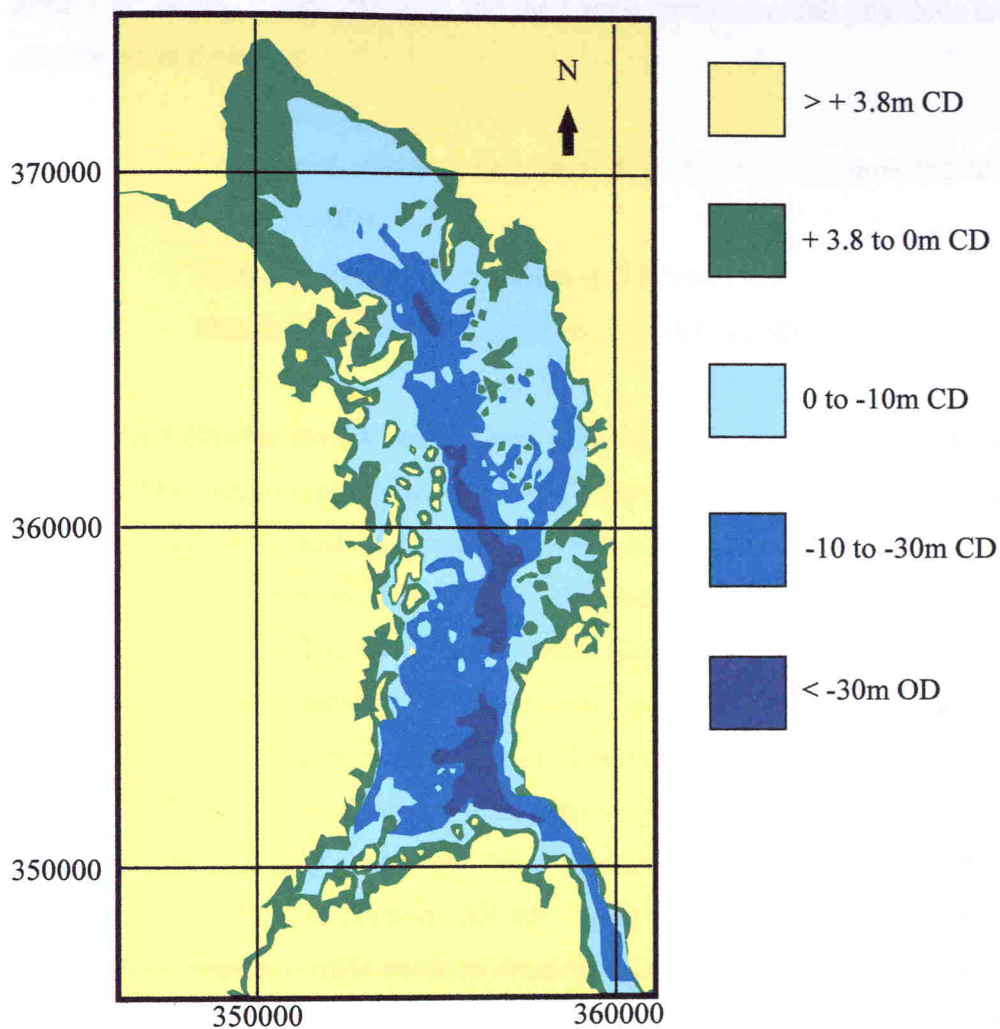 N
> + 3.8m CD
370000
+ 3.8 to 0m CD
0 to -10m CD
360000
-10 to -30m CD
< -30m OD
350000
350000
360000